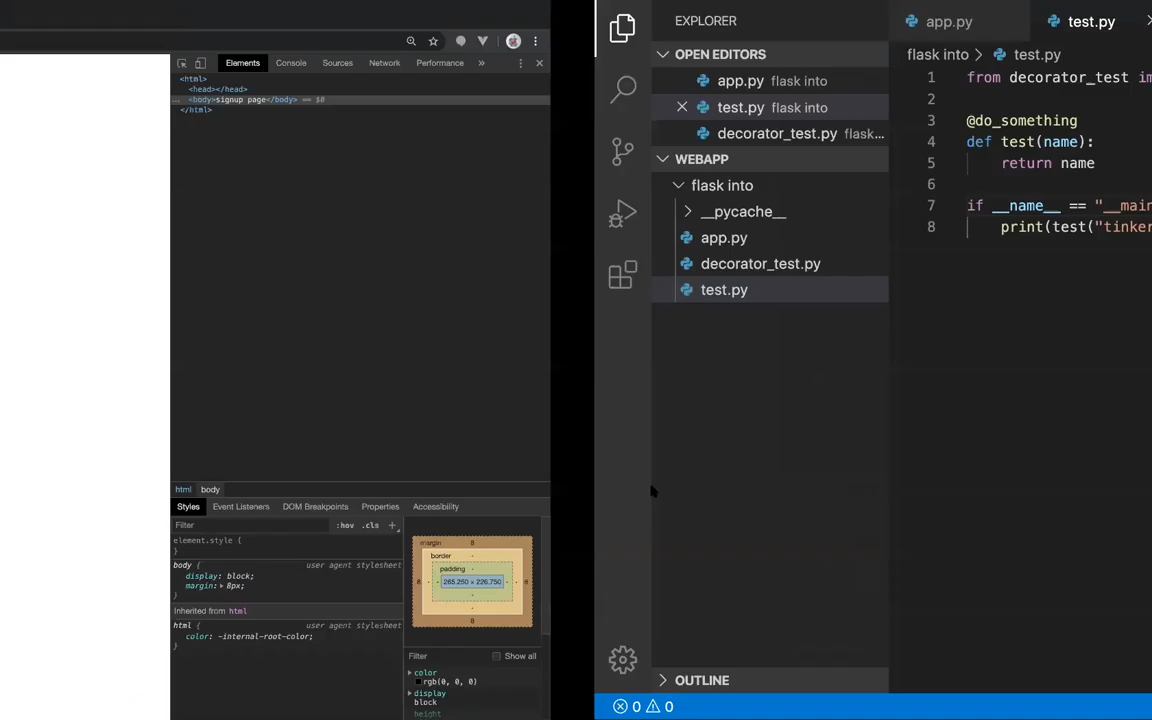 Elements Console Sources Network Performance »
<html>
<head></head>
… <body>signup page</body> == $0
</html>
html body
Styles Event Listeners DOM Breakpoints Properties Accessibility
Filter :hov .cls +
element.style {
}
body { user agent stylesheet
display: block;
margin: 8px;
}
Inherited from html
html { user agent stylesheet
color: -internal-root-color;
}
margin 8
border -
padding -
8 - - 265.250 × 226.750 - - 8
-
-
8
Filter Show all
color
rgb(0, 0, 0)
display
block
height
EXPLORER
OPEN EDITORS
app.py flask into
test.py flask into
decorator_test.py flask...
WEBAPP
flask into
__pycache__
app.py
decorator_test.py
test.py
OUTLINE
0 0
app.py test.py
flask into > test.py
1 from decorator_test im
2
3 @do_something
4 def test(name):
5 return name
6
7 if __name__ == "__main
8 print(test("tinker